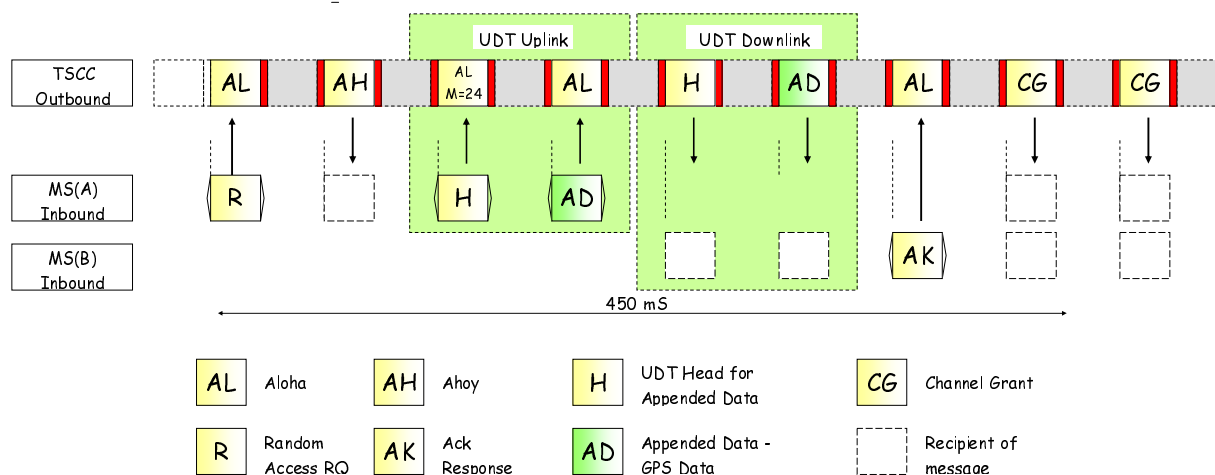 UDT Uplink
UDT Downlink
TSCC
Outbound
AL
AH
AL
M=24
AL
H
AD
AL
CG
CG
MS(A)
Inbound
R
H
AD
MS(B)
Inbound
AK
450 mS
AL
Aloha
AH
Ahoy
H
UDT Head for
Appended Data
CG
Channel Grant
R
Random
Access RQ
AK
Ack
Response
AD
Appended Data -
GPS Data
Recipient of
message